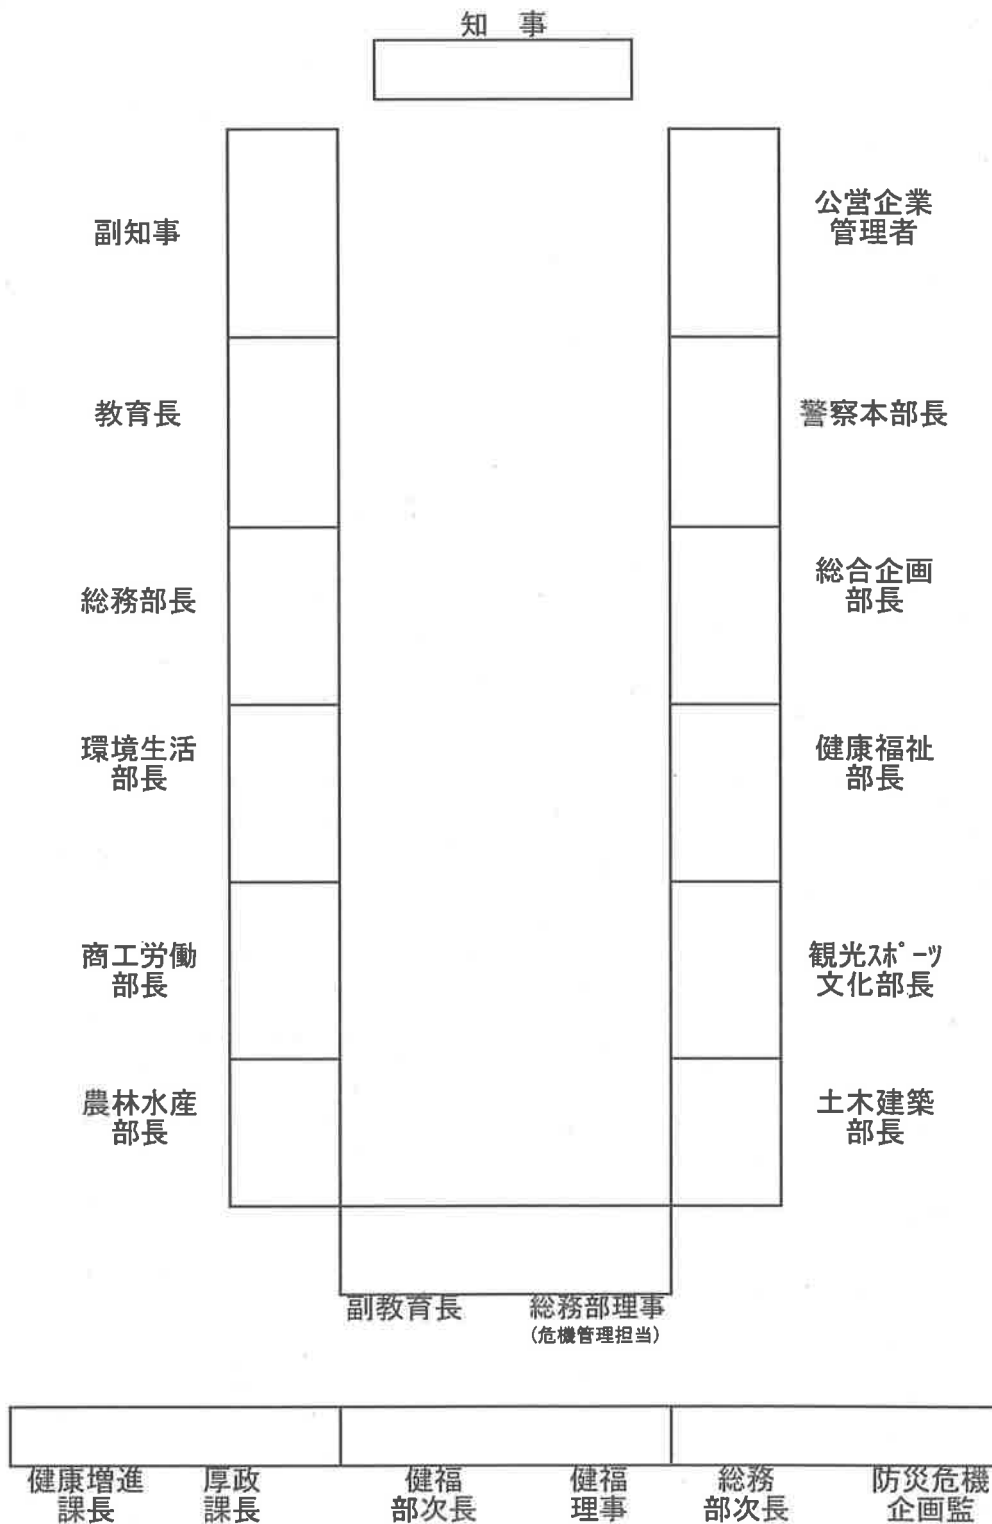 知　事
副知事
公営企業
管理者
教育長
警察本部長
総務部長
総合企画
部長
環境生活
部長
健康福祉
部長
商工労働
部長
観光ｽﾎﾟｰﾂ
文化部長
農林水産
部長
土木建築
部長
副教育長
総務部理事
(危機管理担当)
健康増進
課長
厚政
課長
健福
部次長
健福
理事
総務
部次長
防災危機
企画監